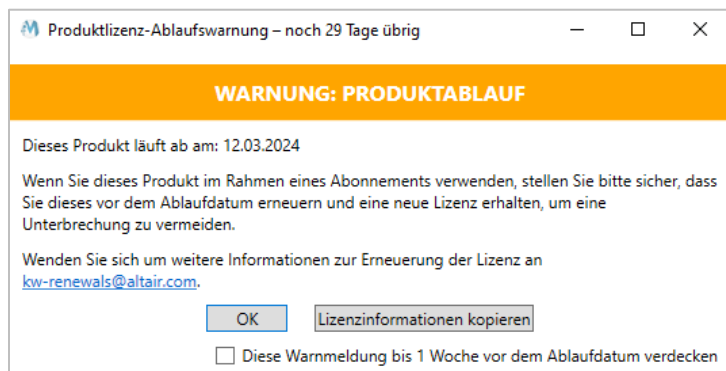 Produktlizenz-Ablaufswarnung – noch 29 Tage übrig
WARNUNG: PRODUKTABLAUF
Dieses Produkt läuft ab am: 12.03.2024
Wenn Sie dieses Produkt im Rahmen eines Abonnements verwenden, stellen Sie bitte sicher, dass
Sie dieses vor dem Ablaufdatum erneuern und eine neue Lizenz erhalten, um eine
Unterbrechung zu vermeiden.
Wenden Sie sich um weitere Informationen zur Erneuerung der Lizenz an
kw-renewals@altair.com.
OK
Lizenzinformationen kopieren
Diese Warnmeldung bis 1 Woche vor dem Ablaufdatum verdecken